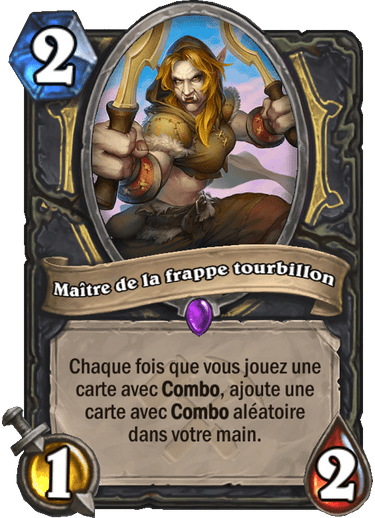 2
Maître de la frappe tourbillon
Chaque fois que vous jouez une
carte avec Combo, ajoute une
carte avec Combo aléatoire
dans votre main.
1
2